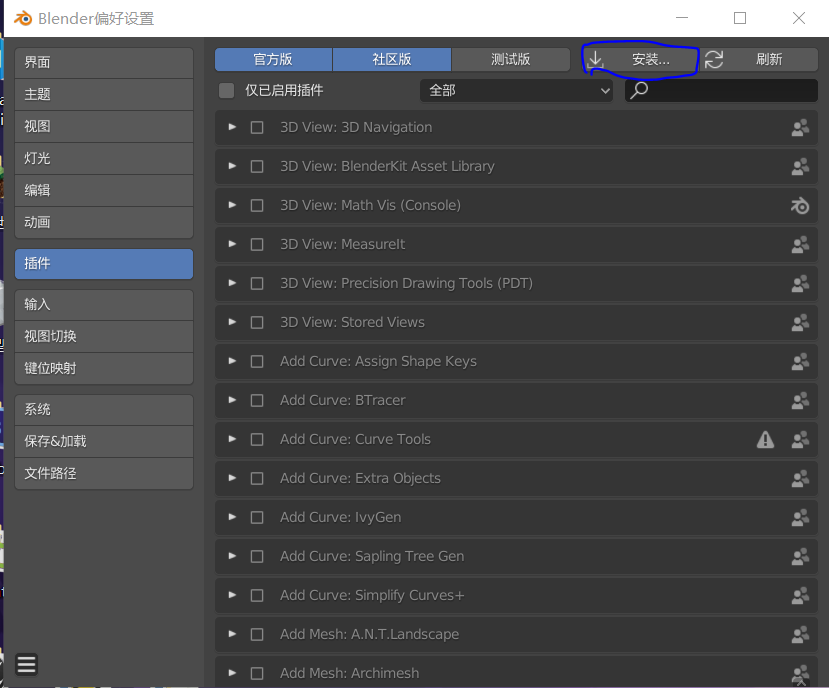 Blender偏好设置
界面
主题
视图
灯光
编辑
动画
插件
输入
视图切换
键位映射
系统
保存&加载
文件路径
官方版 社区版 测试版 安装... 刷新
仅已启用插件 全部
3D View: 3D Navigation
3D View: BlenderKit Asset Library
3D View: Math Vis (Console)
3D View: MeasureIt
3D View: Precision Drawing Tools (PDT)
3D View: Stored Views
Add Curve: Assign Shape Keys
Add Curve: BTracer
Add Curve: Curve Tools
Add Curve: Extra Objects
Add Curve: IvyGen
Add Curve: Sapling Tree Gen
Add Curve: Simplify Curves+
Add Mesh: A.N.T.Landscape
Add Mesh: Archimesh